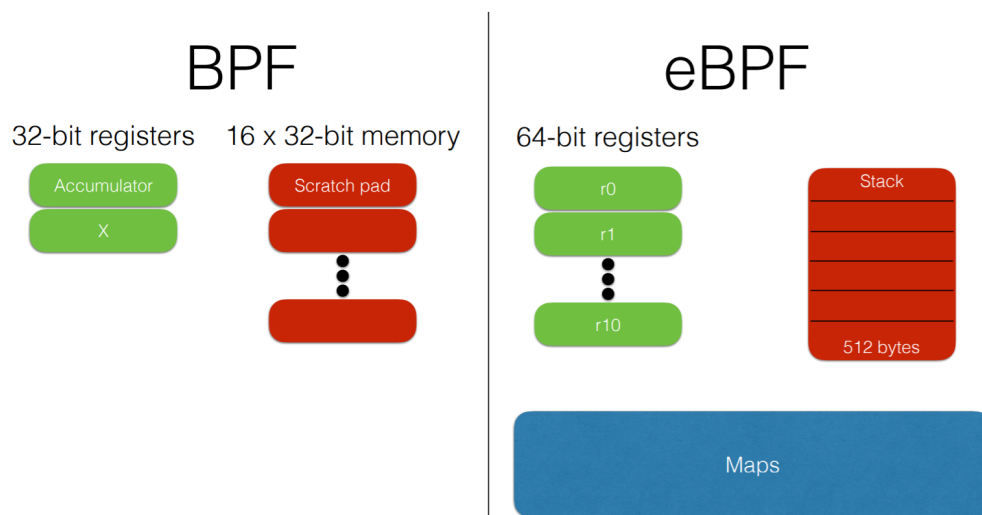 BPF
32-bit registers
16 x 32-bit memory
Accumulator
X
Scratch pad
eBPF
64-bit registers
r0
r1
r10
Stack
512 bytes
Maps